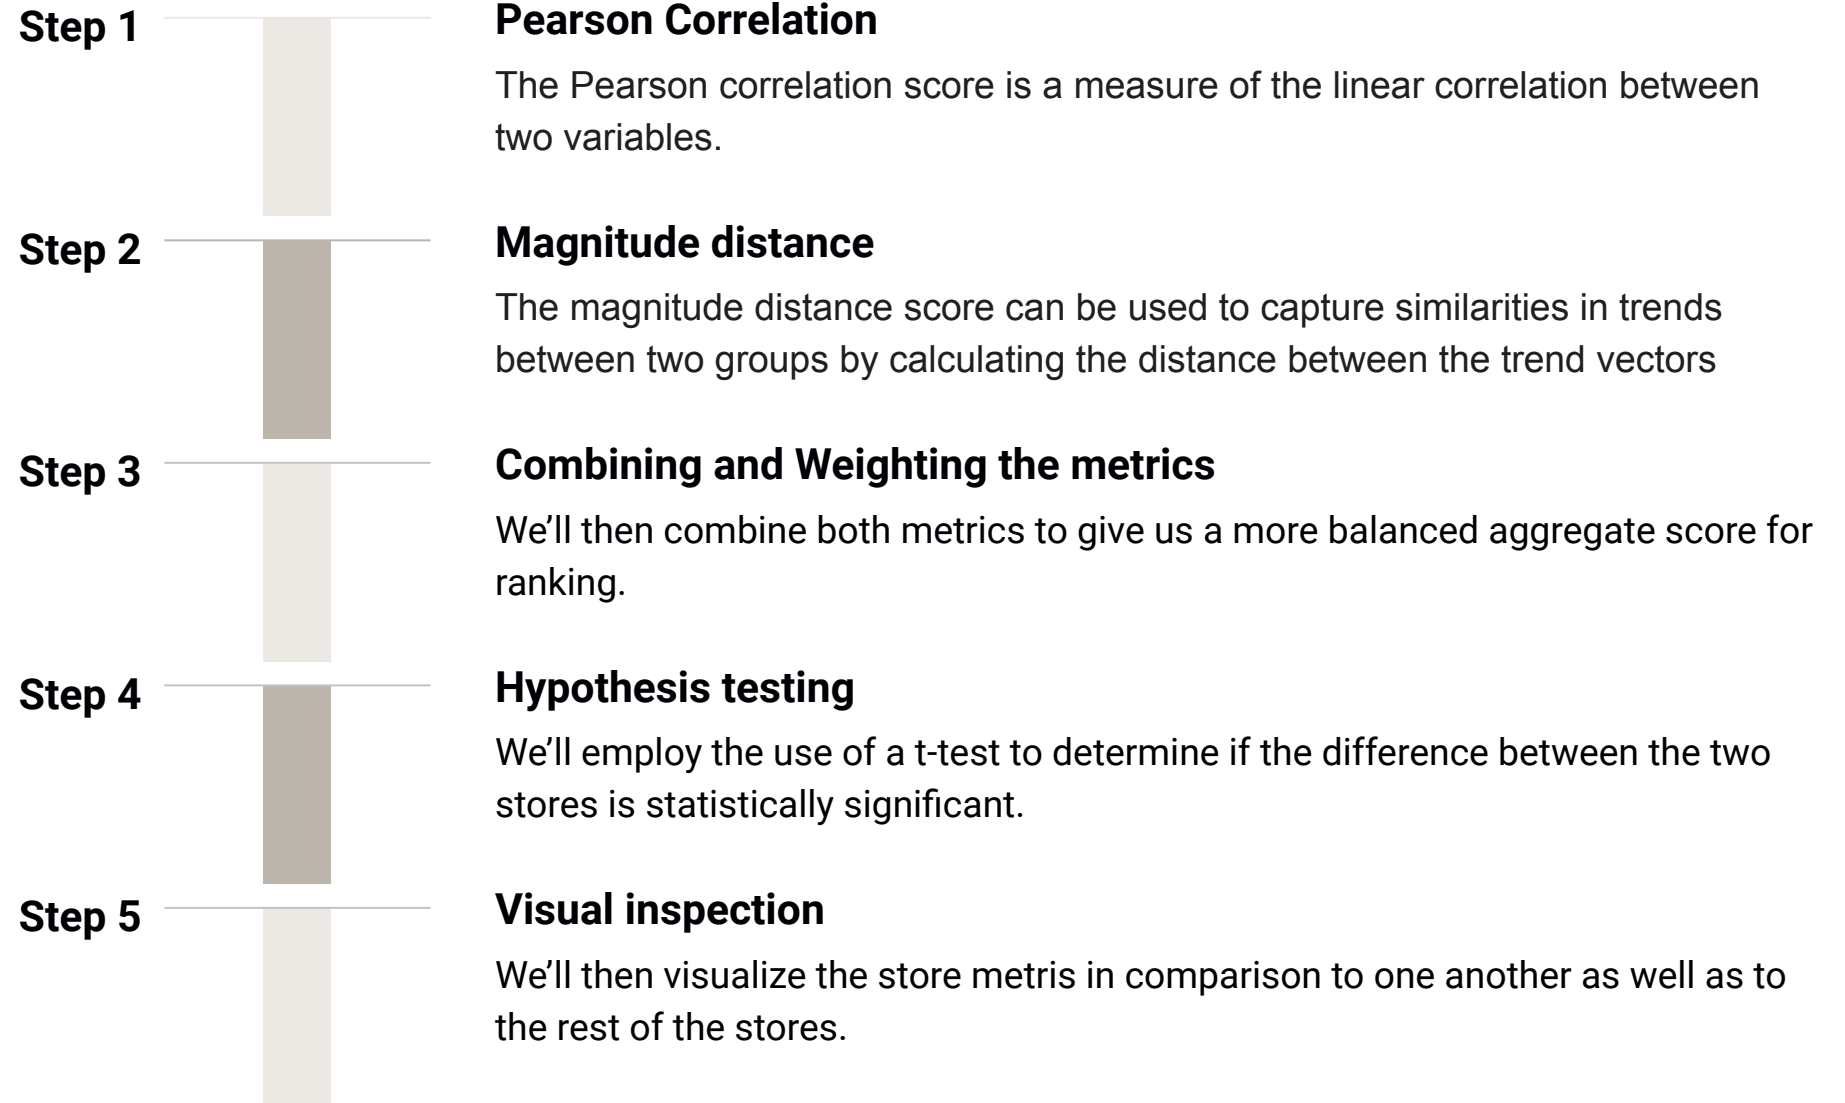 Step 1
Pearson Correlation
The Pearson correlation score is a measure of the linear correlation between
two variables.
Step 2
Magnitude distance
The magnitude distance score can be used to capture similarities in trends
between two groups by calculating the distance between the trend vectors
Step 3
Combining and Weighting the metrics
We’ll then combine both metrics to give us a more balanced aggregate score for
ranking.
Step 4
Hypothesis testing
We’ll employ the use of a t-test to determine if the difference between the two
stores is statistically significant.
Step 5
Visual inspection
We’ll then visualize the store metris in comparison to one another as well as to
the rest of the stores.